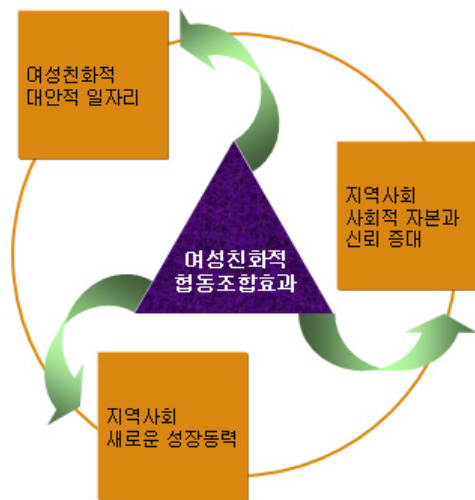 여성친화적
대안적 일자리
지역사회
사회적 자본과
신뢰 증대
여성친화적
협동조합효과
지역사회
새로운 성장동력